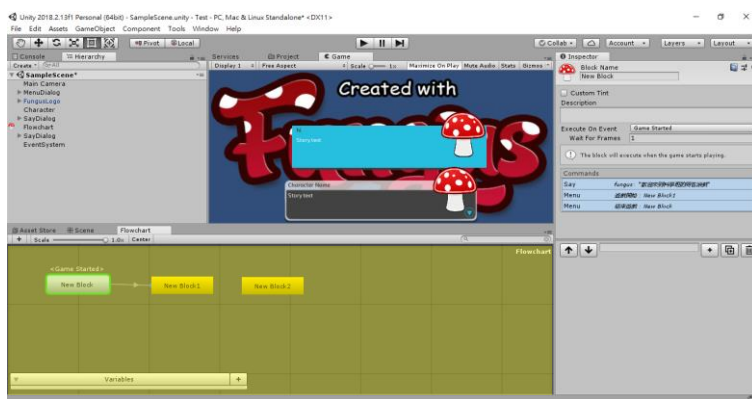 Unity 2018.2.13f1 Personal (64bit) - SampleScene.unity - Test - PC, Mac & Linux Standalone* <DX11>
File Edit Assets GameObject Component Tools Window Help
Pivot Local
Collab Account Layers Layout
Console Hierarchy Services Project Game Inspector
Create All Display 1 Free Aspect Scale 1x Maximize On Play Mute Audio Stats Gizmos
SampleScene*
Main Camera
MenuDialog
FungusLogo
Character
SayDialog
Flowchart
SayDialog
EventSystem
Created with
Fungus
Story text
Character Name
Story text
Block Name
New Block
Custom Tint
Description
Execute On Event Game Started
Wait For Frames 1
The block will execute when the game starts playing.
Commands
Say fungus:
Menu : New Block1
Menu : New Block
Asset Store Scene Flowchart
Scale 1.0x Center
Flowchart
<Game Started>
New Block New Block1 New Block2
Variables +